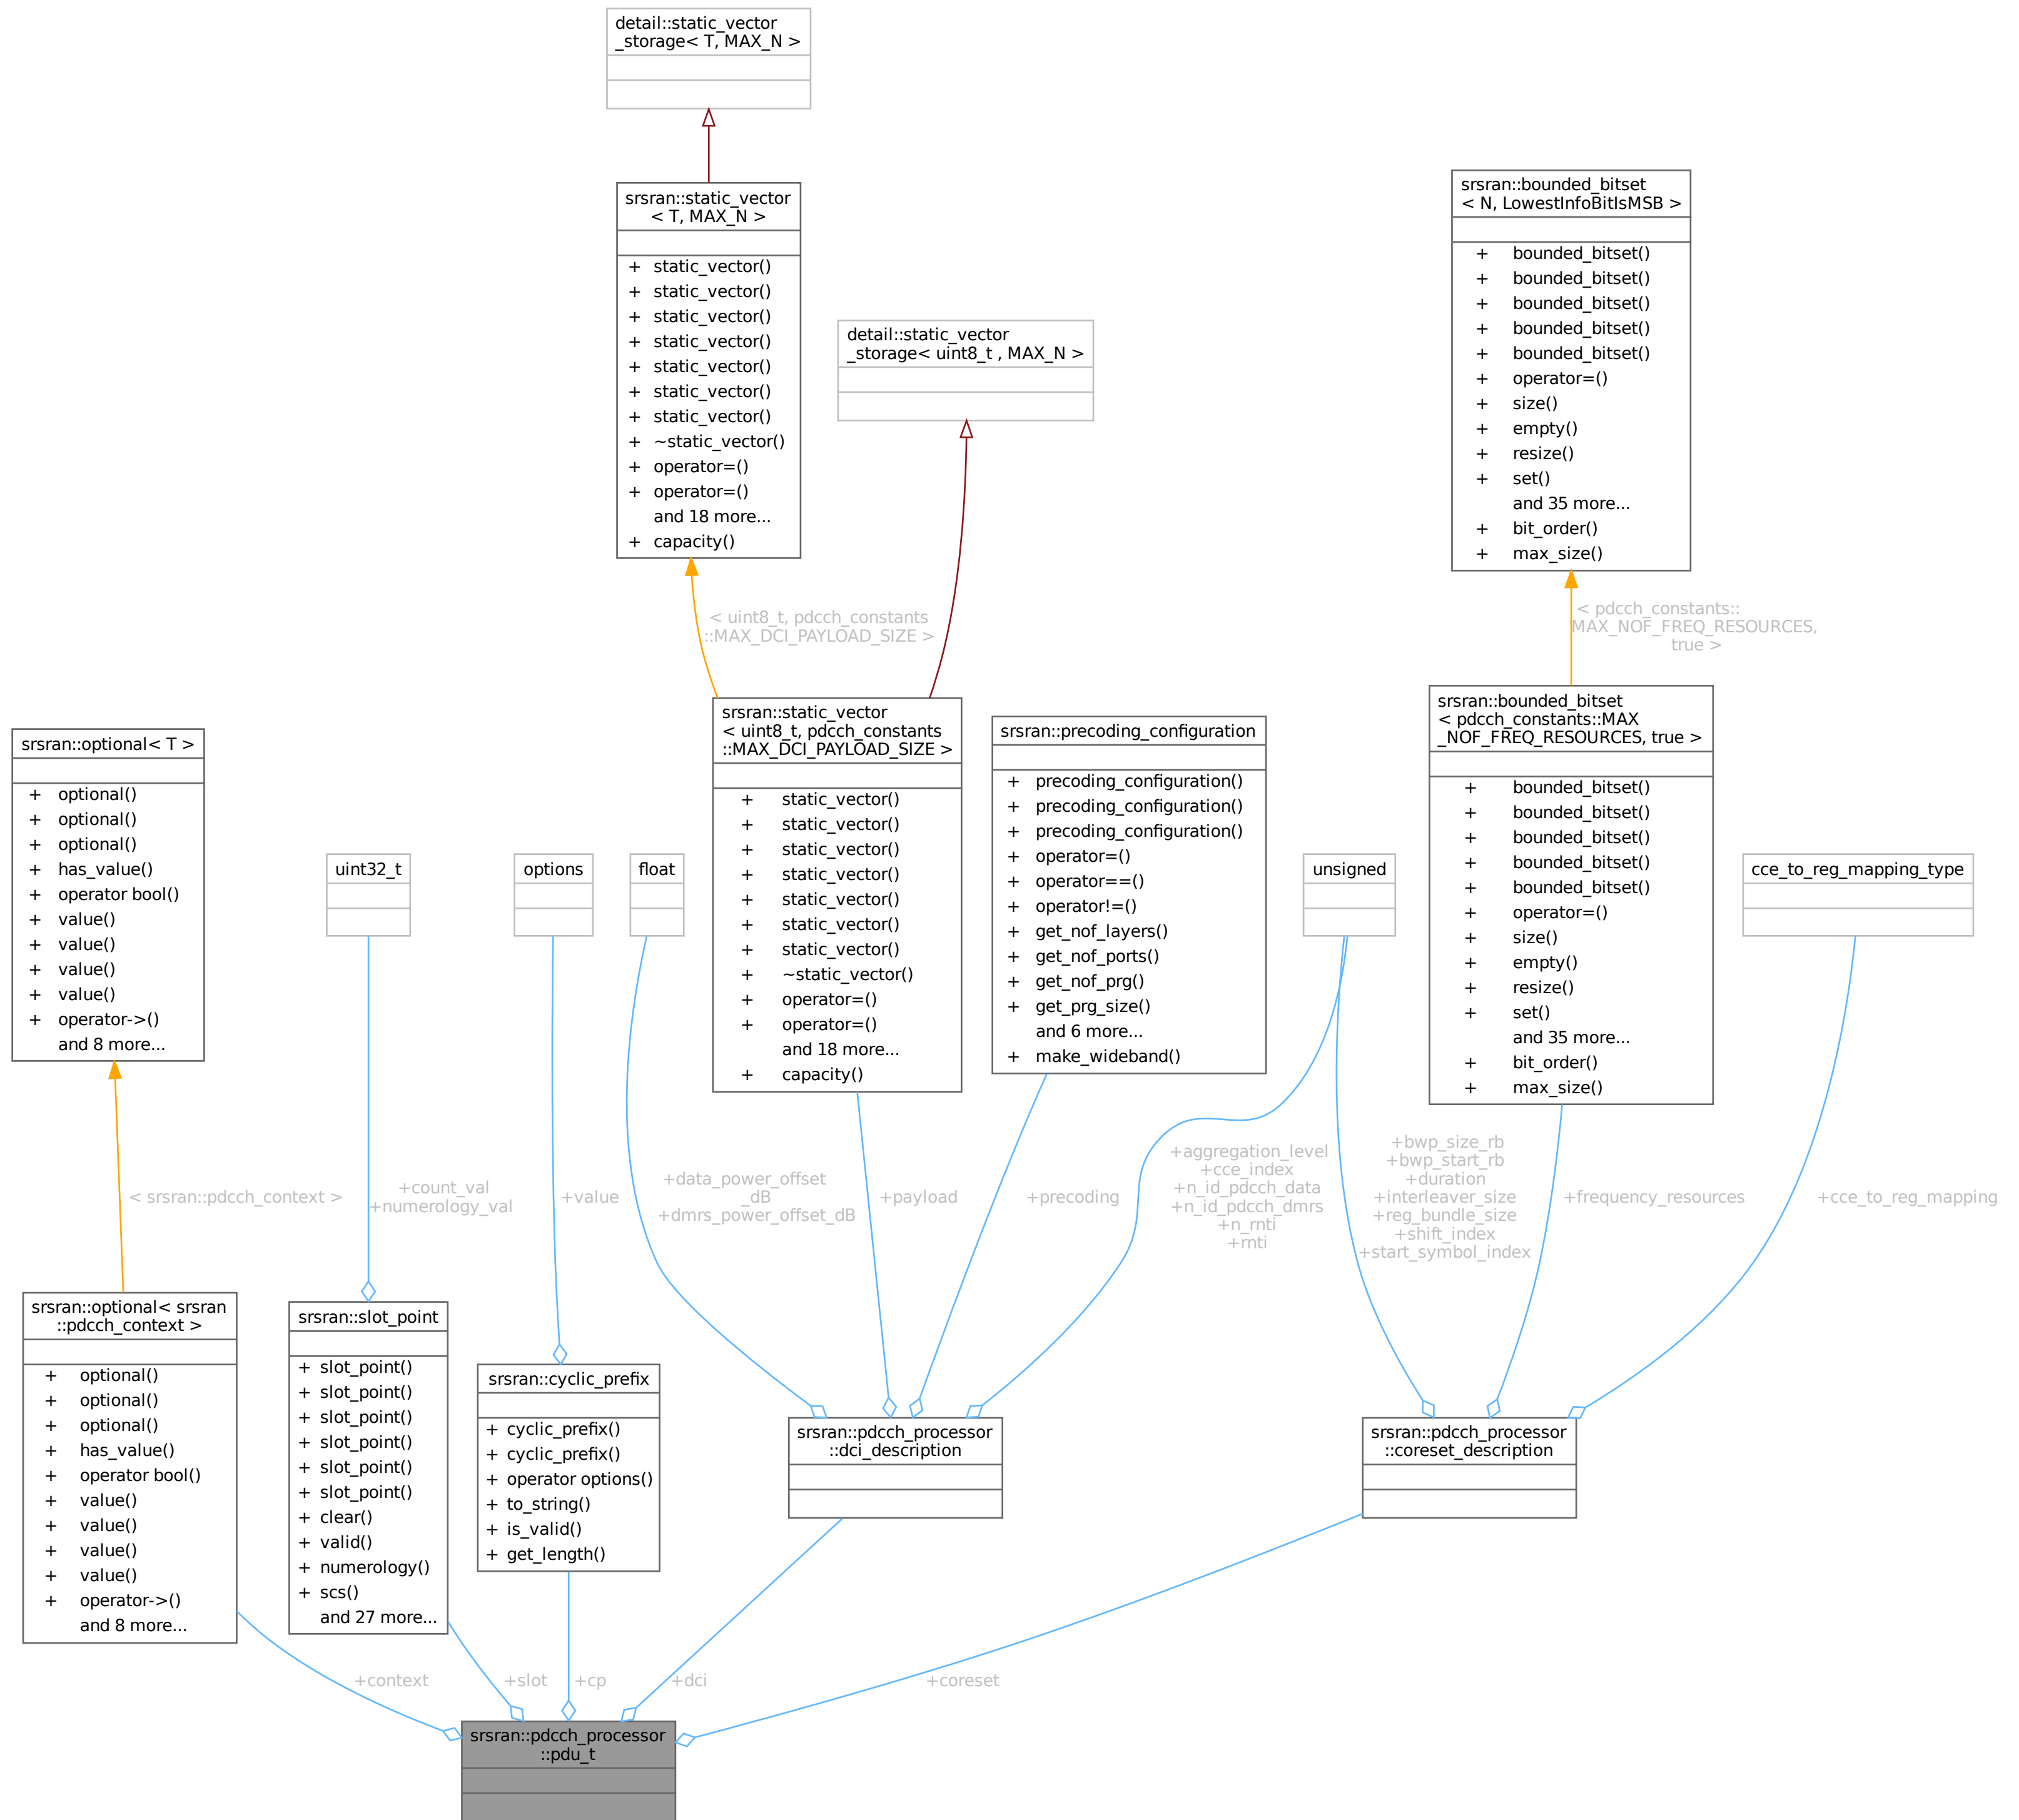 detail::static_vector
_storage< T, MAX_N >
srsran::static_vector
< T, MAX_N >
+ static_vector()
+ static_vector()
+ static_vector()
+ static_vector()
+ static_vector()
+ static_vector()
+ static_vector()
+ ~static_vector()
+ operator=()
+ operator=()
and 18 more...
+ capacity()
srsran::bounded_bitset
< N, LowestInfoBitIsMSB >
+ bounded_bitset()
+ bounded_bitset()
+ bounded_bitset()
+ bounded_bitset()
+ bounded_bitset()
+ operator=()
+ size()
+ empty()
+ resize()
+ set()
and 35 more...
+ bit_order()
+ max_size()
detail::static_vector
_storage< uint8_t , MAX_N >
< uint8_t, pdcch_constants
::MAX_DCI_PAYLOAD_SIZE >
< pdcch_constants::
MAX_NOF_FREQ_RESOURCES,
true >
srsran::optional< T >
+ optional()
+ optional()
+ optional()
+ has_value()
+ operator bool()
+ value()
+ value()
+ value()
+ value()
+ operator->()
and 8 more...
uint32_t
options
float
srsran::static_vector
< uint8_t, pdcch_constants
::MAX_DCI_PAYLOAD_SIZE >
+ static_vector()
+ static_vector()
+ static_vector()
+ static_vector()
+ static_vector()
+ static_vector()
+ static_vector()
+ ~static_vector()
+ operator=()
+ operator=()
and 18 more...
+ capacity()
srsran::precoding_configuration
+ precoding_configuration()
+ precoding_configuration()
+ precoding_configuration()
+ operator=()
+ operator==()
+ operator!=()
+ get_nof_layers()
+ get_nof_ports()
+ get_nof_prg()
+ get_prg_size()
and 6 more...
+ make_wideband()
unsigned
srsran::bounded_bitset
< pdcch_constants::MAX
_NOF_FREQ_RESOURCES, true >
+ bounded_bitset()
+ bounded_bitset()
+ bounded_bitset()
+ bounded_bitset()
+ bounded_bitset()
+ operator=()
+ size()
+ empty()
+ resize()
+ set()
and 35 more...
+ bit_order()
+ max_size()
cce_to_reg_mapping_type
< srsran::pdcch_context >
+count_val
+numerology_val
+value
+data_power_offset
_dB
+dmrs_power_offset_dB
+payload
+precoding
+aggregation_level
+cce_index
+n_id_pdcch_data
+n_id_pdcch_dmrs
+n_rnti
+rnti
+bwp_size_rb
+bwp_start_rb
+duration
+interleaver_size
+reg_bundle_size
+shift_index
+start_symbol_index
+frequency_resources
+cce_to_reg_mapping
srsran::optional< srsran
::pdcch_context >
+ optional()
+ optional()
+ optional()
+ has_value()
+ operator bool()
+ value()
+ value()
+ value()
+ value()
+ operator->()
and 8 more...
srsran::slot_point
+ slot_point()
+ slot_point()
+ slot_point()
+ slot_point()
+ slot_point()
+ slot_point()
+ clear()
+ valid()
+ numerology()
+ scs()
and 27 more...
srsran::cyclic_prefix
+ cyclic_prefix()
+ cyclic_prefix()
+ operator options()
+ to_string()
+ is_valid()
+ get_length()
srsran::pdcch_processor
::dci_description
srsran::pdcch_processor
::coreset_description
+context
+slot
+cp
+dci
+coreset
srsran::pdcch_processor
::pdu_t